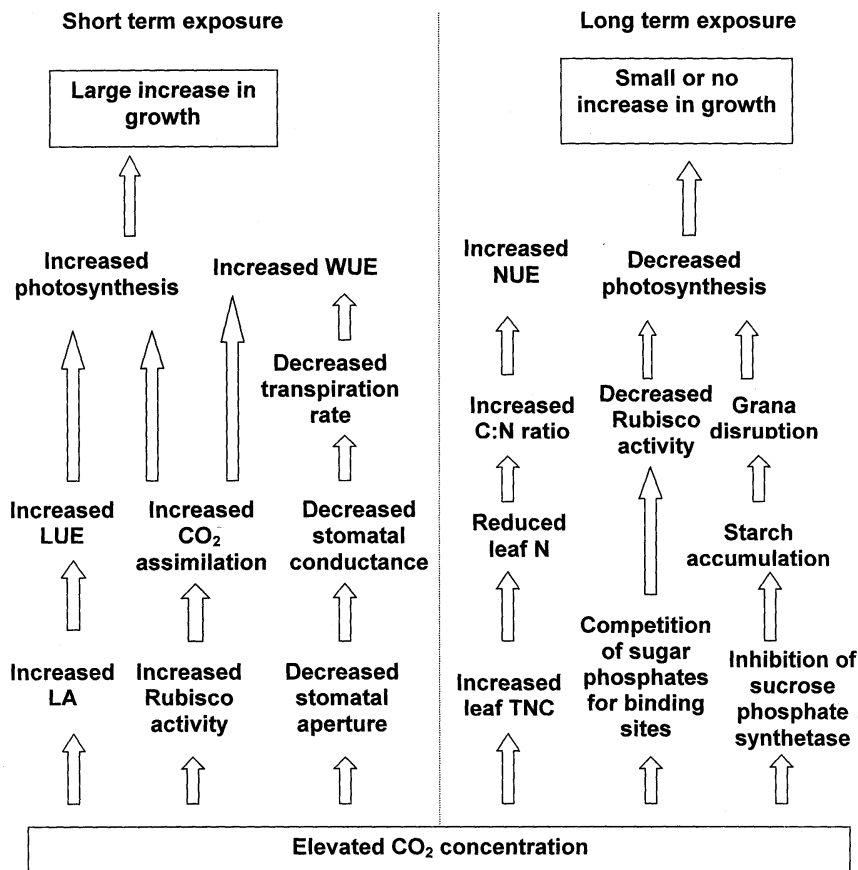 Short term exposure
Long term exposure
Large increase in
growth
Small or no
increase in growth
Increased
photosynthesis
Increased WUE
Increased
NUE
Decreased
photosynthesis
Decreased
transpiration
rate
Increased
C:N ratio
Decreased
Rubisco
activity
Grana
disruption
Increased
LUE
Increased
CO₂
assimilation
Decreased
stomatal
conductance
Reduced
leaf N
Starch
accumulation
Increased
LA
Increased
Rubisco
activity
Decreased
stomatal
aperture
Increased
leaf TNC
Competition
of sugar
phosphates
for binding
sites
Inhibition of
sucrose
phosphate
synthetase
Elevated CO₂ concentration